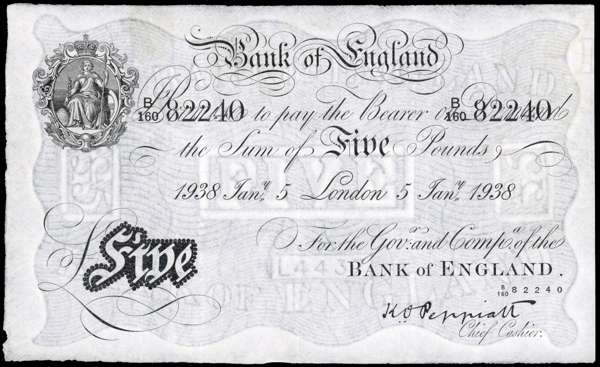 Bank of England
B/160 82240 to pay the Bearer on Demand B/160 82240
the Sum of Five Pounds
1938 Janʸ. 5 London 5 Janʸ. 1938
£ Five
For the Govʳ. and Compᵃ. of the
BANK of ENGLAND.
B/160 82240
K O Peppiatt
Chief Cashier.